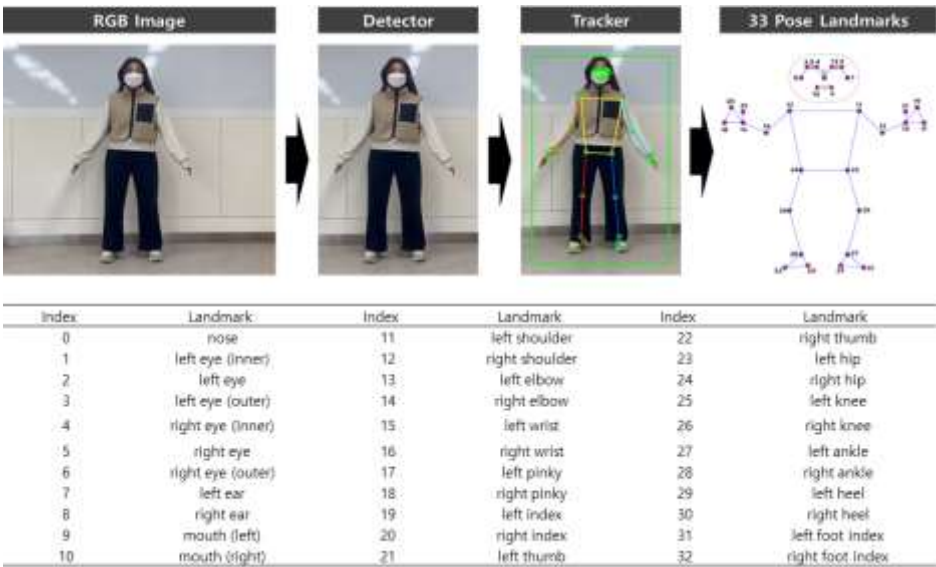 RGB Image Detector Tracker 33 Pose Landmarks
Index Landmark Index Landmark Index Landmark
0 nose 11 left shoulder 22 right thumb
1 left eye (inner) 12 right shoulder 23 left hip
2 left eye 13 left elbow 24 right hip
3 left eye (outer) 14 right elbow 25 left knee
4 right eye (inner) 15 left wrist 26 right knee
5 right eye 16 right wrist 27 left ankle
6 right eye (outer) 17 left pinky 28 right ankle
7 left ear 18 right pinky 29 left heel
8 right ear 19 left index 30 right heel
9 mouth (left) 20 right index 31 left foot index
10 mouth (right) 21 left thumb 32 right foot index